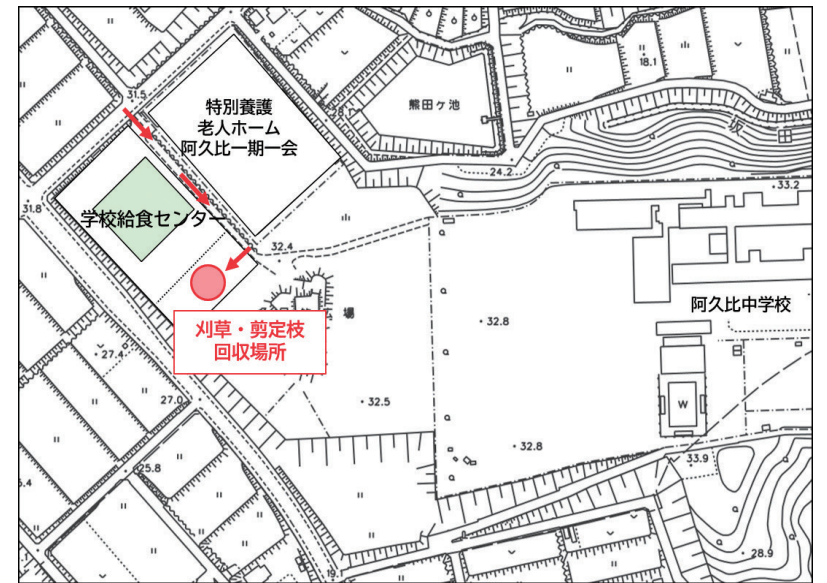 18.1
熊田ケ池
31.5
特別養護
老人ホーム
阿久比一期一会
坂
24.2
33.2
31.8
学校給食センター
32.4
阿久比中学校
場
32.8
刈草・剪定枝
回収場所
27.4
32.5
W
27.0
32.8
33.9
25.8
28.9